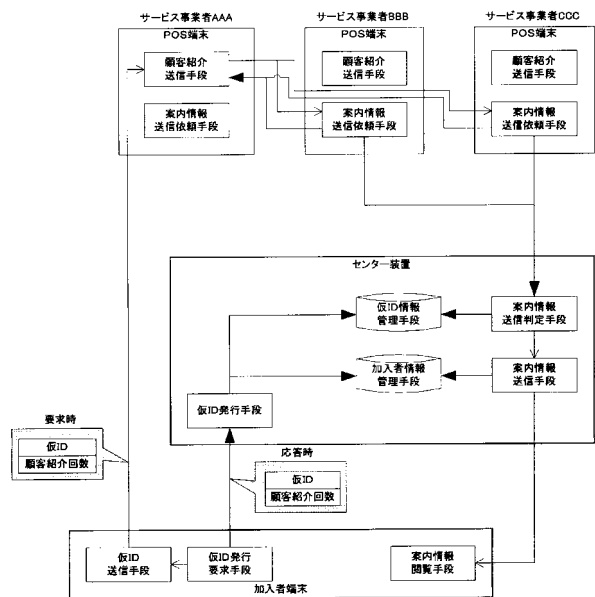 サービス事業者AAA
サービス事業者BBB
サービス事業者CCC
POS端末
POS端末
POS端末
顧客紹介
送信手段
顧客紹介
送信手段
顧客紹介
送信手段
案内情報
送信依頼手段
案内情報
送信依頼手段
案内情報
送信依頼手段
センター装置
仮ID情報
管理手段
案内情報
送信判定手段
加入者情報
管理手段
案内情報
送信手段
仮ID発行手段
要求時
仮ID
顧客紹介回数
応答時
仮ID
顧客紹介回数
仮ID
送信手段
仮ID発行
要求手段
案内情報
閲覧手段
加入者端末